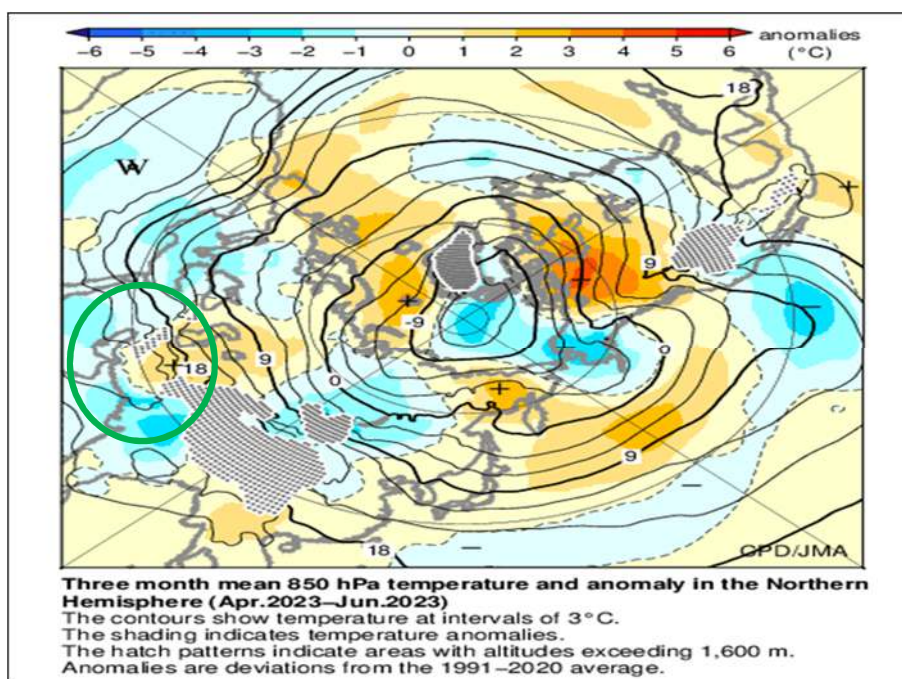 anomalies
−6 −5 −4 −3 −2 −1 0 1 2 3 4 5 6 (°C)
18
W
9
-9
18
9
0
0
9
18
CPD/JMA
Three month mean 850 hPa temperature and anomaly in the Northern
Hemisphere (Apr.2023−Jun.2023)
The contours show temperature at intervals of 3°C.
The shading indicates temperature anomalies.
The hatch patterns indicate areas with altitudes exceeding 1,600 m.
Anomalies are deviations from the 1991−2020 average.